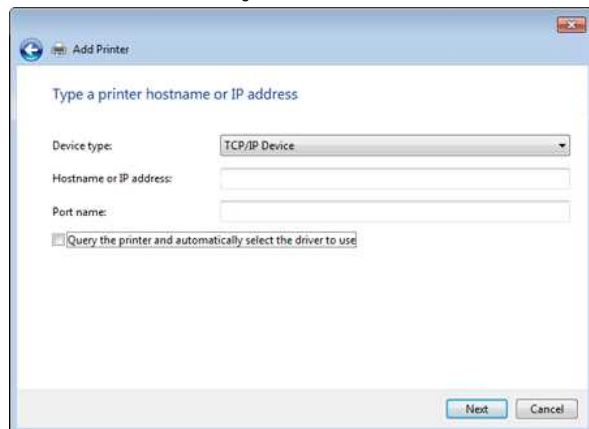 Add Printer
Type a printer hostname or IP address
Device type: TCP/IP Device
Hostname or IP address:
Port name:
Query the printer and automatically select the driver to use
Next Cancel